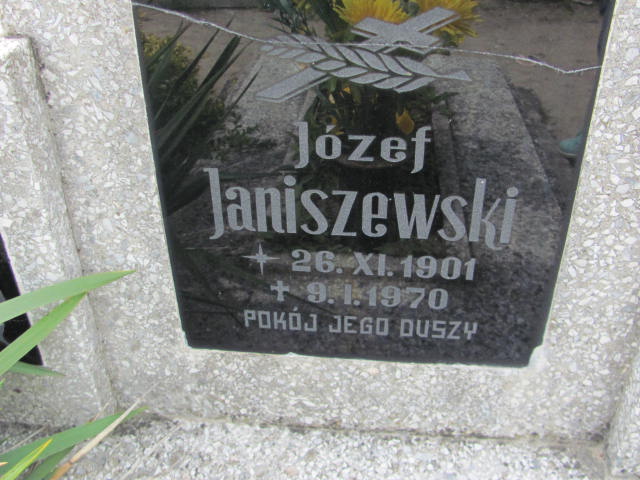 Józef
Janiszewski
26. XI. 1901
✝ 9. I. 1970
POKÓJ JEGO DUSZY